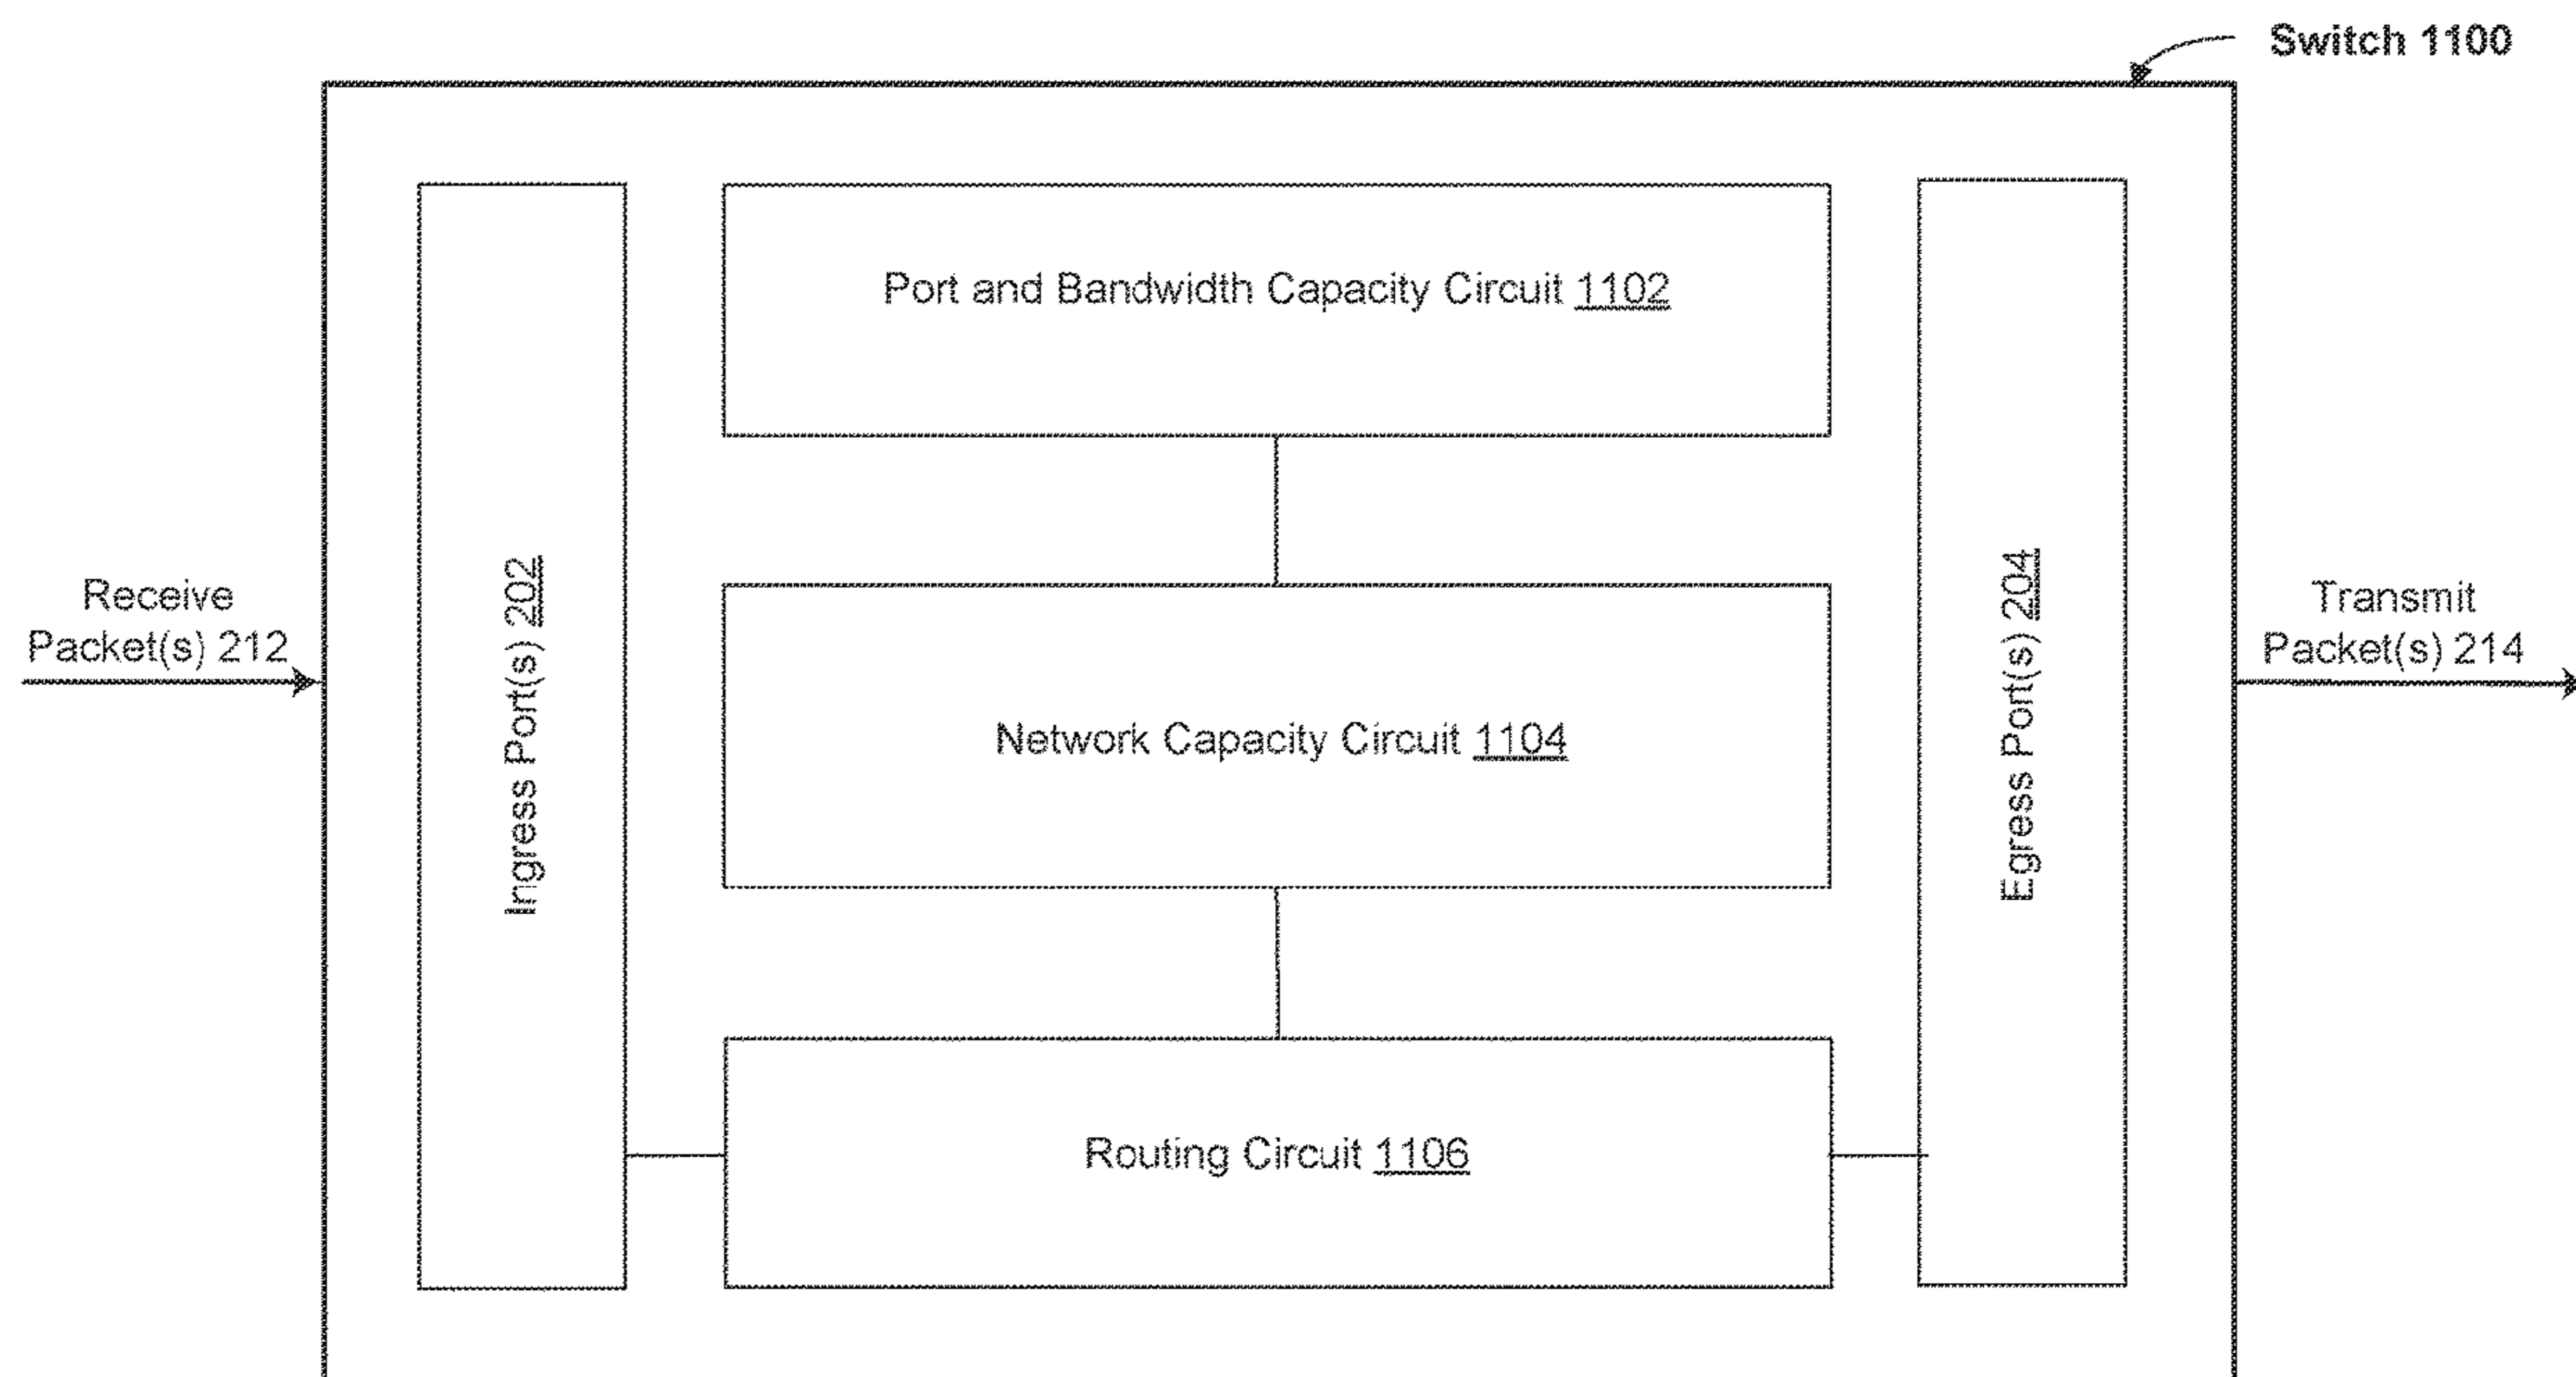 Switch 1100
Port and Bandwidth Capacity Circuit 1102
Receive
Packet(s) 212
Ingress Port(s) 202
Network Capacity Circuit 1104
Egress Port(s) 204
Transmit
Packet(s) 214
Routing Circuit 1106